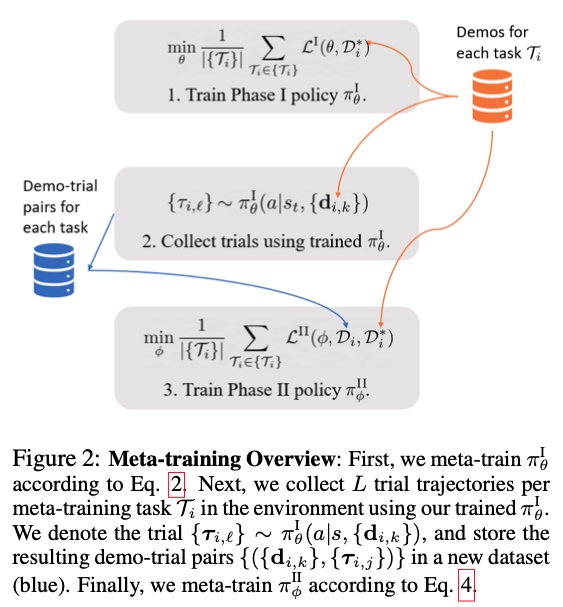 Demos for
each task $\mathcal{T}_i$
$\min_{\theta} \frac{1}{|\{\mathcal{T}_i\}|} \sum_{\mathcal{T}_i \in \{\mathcal{T}_i\}} \mathcal{L}^{\mathrm{I}}(\theta, \mathcal{D}_i^*)$
1. Train Phase I policy $\pi_\theta^{\mathrm{I}}$.
Demo-trial
pairs for
each task
$\{\tau_{i,\ell}\} \sim \pi_\theta^{\mathrm{I}}(a|s_t, \{\mathbf{d}_{i,k}\})$
2. Collect trials using trained $\pi_\theta^{\mathrm{I}}$.
$\min_{\phi} \frac{1}{|\{\mathcal{T}_i\}|} \sum_{\mathcal{T}_i \in \{\mathcal{T}_i\}} \mathcal{L}^{\mathrm{II}}(\phi, \mathcal{D}_i, \mathcal{D}_i^*)$
3. Train Phase II policy $\pi_\phi^{\mathrm{II}}$.
Figure 2: Meta-training Overview: First, we meta-train $\pi_\theta^{\mathrm{I}}$
according to Eq. 2. Next, we collect $L$ trial trajectories per
meta-training task $\mathcal{T}_i$ in the environment using our trained $\pi_\theta^{\mathrm{I}}$.
We denote the trial $\{\boldsymbol{\tau}_{i,\ell}\} \sim \pi_\theta^{\mathrm{I}}(a|s, \{\mathbf{d}_{i,k}\})$, and store the
resulting demo-trial pairs $\{(\{\mathbf{d}_{i,k}\}, \{\boldsymbol{\tau}_{i,j}\})\}$ in a new dataset
(blue). Finally, we meta-train $\pi_\phi^{\mathrm{II}}$ according to Eq. 4.